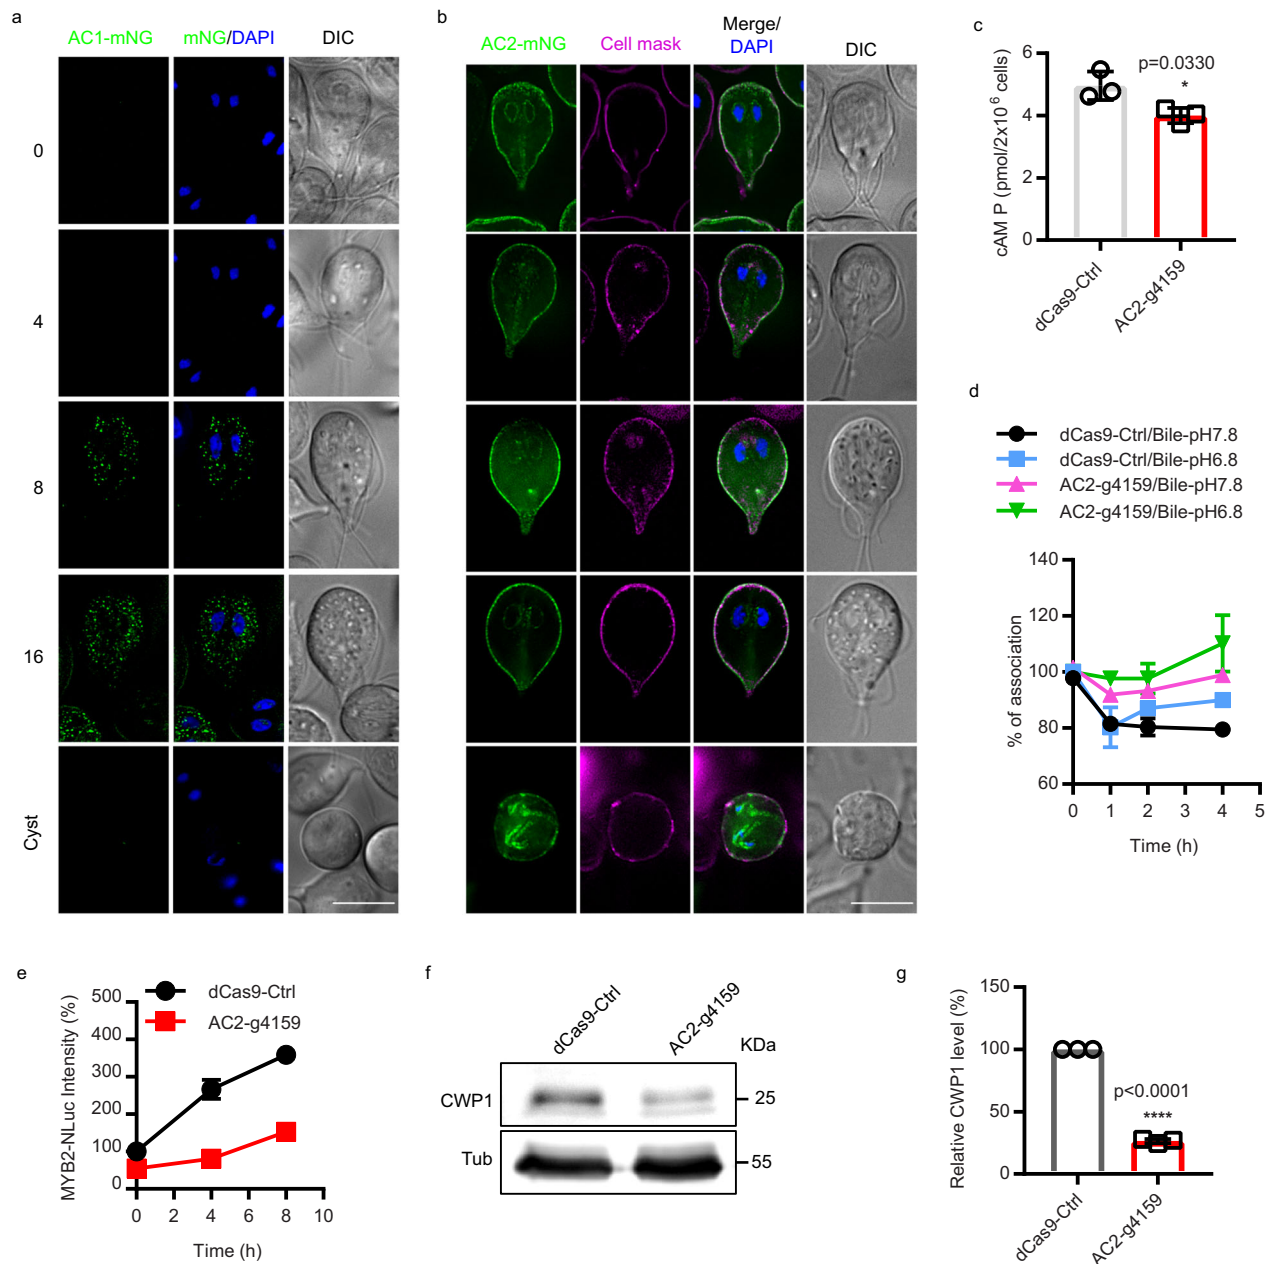 a
AC1-mNG
mNG/DAPI
DIC
0
4
8
16
Cyst
b
AC2-mNG
Cell mask
Merge/
DAPI
DIC
c
cAM P (pmol/2x10⁶ cells)
6
4
2
0
p=0.0330
*
dCas9-Ctrl
AC2-g4159
d
dCas9-Ctrl/Bile-pH7.8
dCas9-Ctrl/Bile-pH6.8
AC2-g4159/Bile-pH7.8
AC2-g4159/Bile-pH6.8
% of association
140
120
100
80
60
0 1 2 3 4 5
Time (h)
e
dCas9-Ctrl
AC2-g4159
MYB2-NLuc Intensity (%)
500
400
300
200
100
0
0 2 4 6 8 10
Time (h)
f
dCas9-Ctrl
AC2-g4159
KDa
CWP1
25
Tub
55
g
Relative CWP1 level (%)
150
100
50
0
p<0.0001
****
dCas9-Ctrl
AC2-g4159